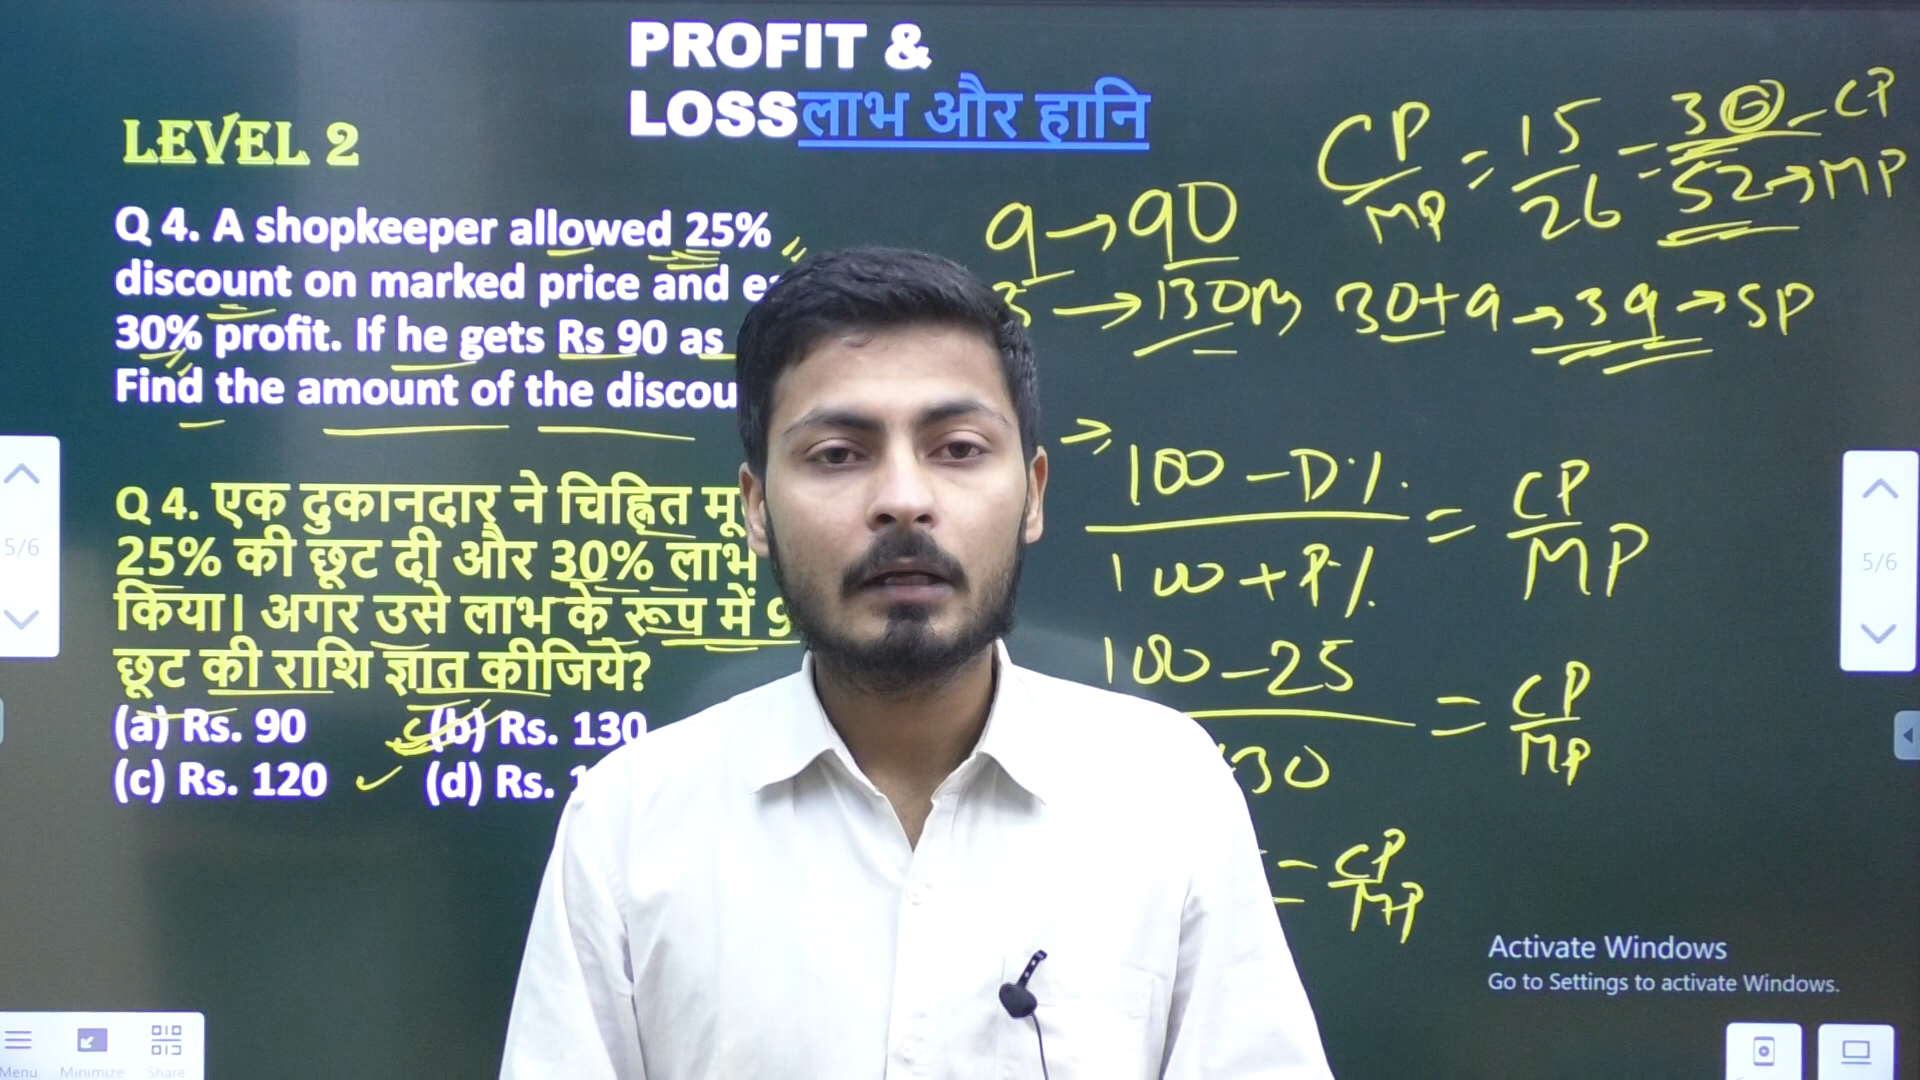 PROFIT &
LOSSलाभ और हानि
LEVEL 2
Q 4. A shopkeeper allowed 25%
discount on marked price and
30% profit. If he gets Rs 90 as
Find the amount of the
Q 4. एक दुकानदार ने चिह्नित
25% की छूट दी और 30% लाभ
किया। अगर उसे लाभ के रूप में
छूट की राशि ज्ञात कीजिये?
(a) Rs. 90 (b) Rs. 130
(c) Rs. 120 (d) Rs.
CP/MP = 15/26 = 30/52 - CP → MP
9 → 90
→ 130
30+9 → 39 → SP
⇒ 100 - D% / 100 + P% = CP/MP
100 - 25 / 30 = CP/MP
= CP/MP
5/6
5/6
Activate Windows
Go to Settings to activate Windows.
Menu Minimize Share